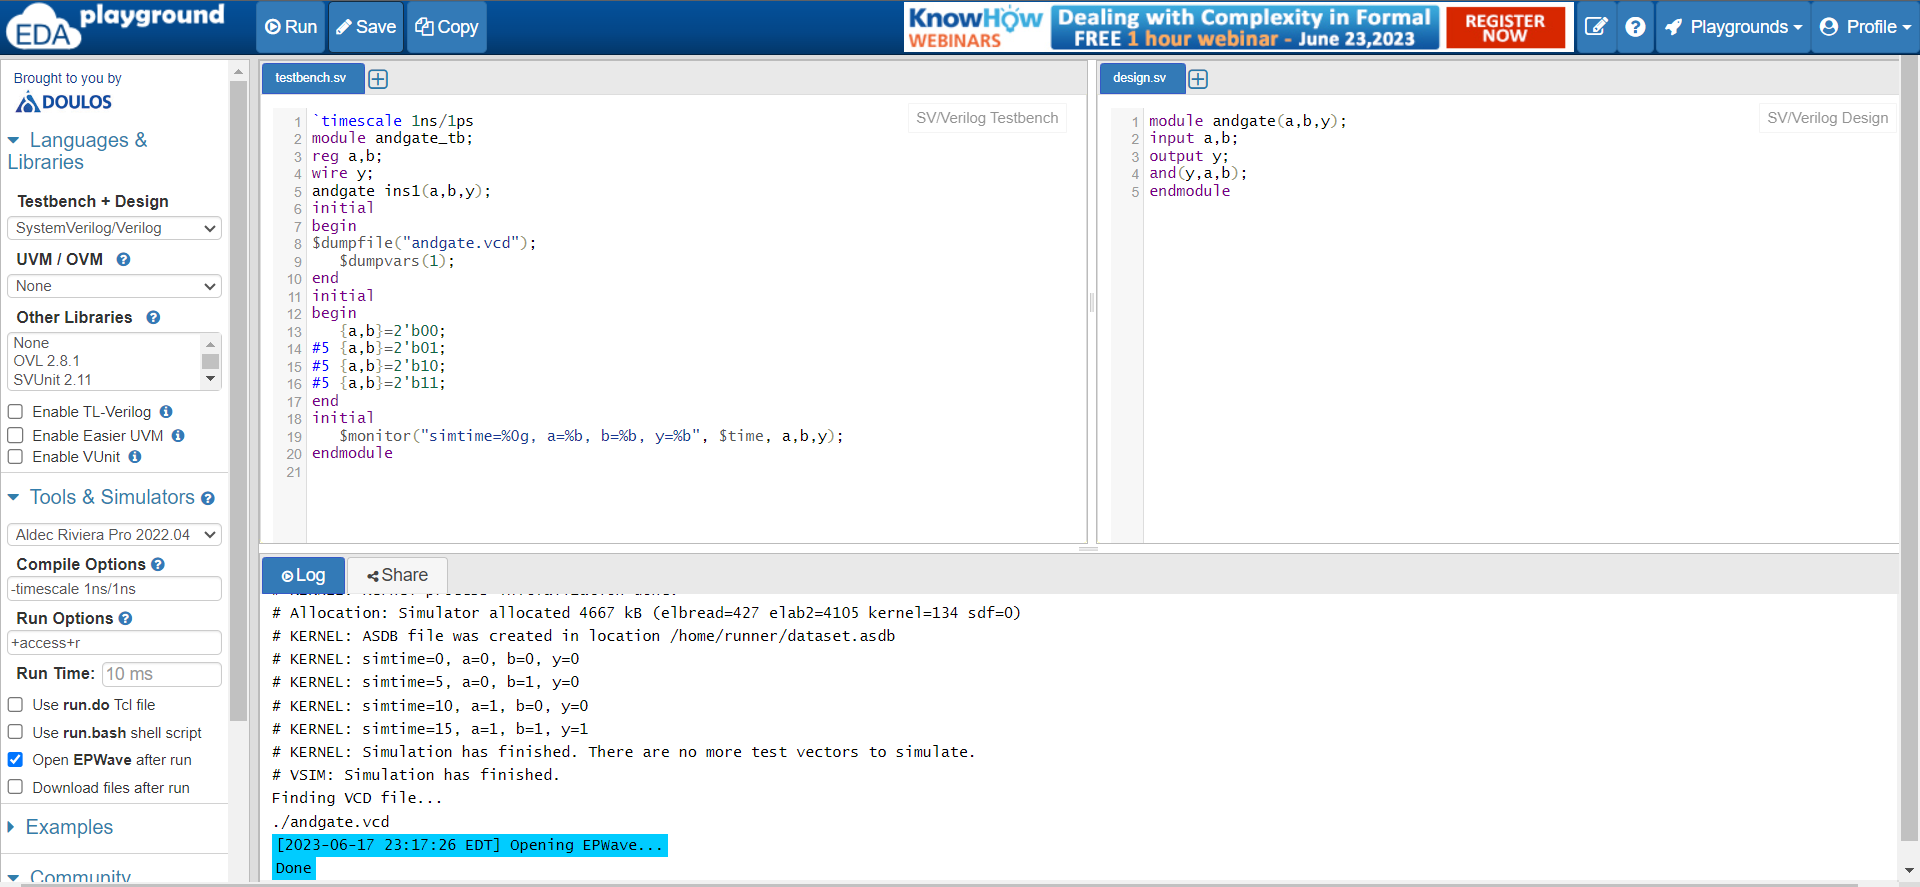 EDA playground
Run
Save
Copy
KnowHow WEBINARS
Dealing with Complexity in Formal
FREE 1 hour webinar - June 23,2023
REGISTER NOW
Playgrounds
Profile
Brought to you by
DOULOS
Languages &
Libraries
Testbench + Design
SystemVerilog/Verilog
UVM / OVM
None
Other Libraries
None
OVL 2.8.1
SVUnit 2.11
Enable TL-Verilog
Enable Easier UVM
Enable VUnit
Tools & Simulators
Aldec Riviera Pro 2022.04
Compile Options
-timescale 1ns/1ns
Run Options
+access+r
Run Time: 10 ms
Use run.do Tcl file
Use run.bash shell script
Open EPWave after run
Download files after run
Examples
Community
testbench.sv
SV/Verilog Testbench
1 `timescale 1ns/1ps
2 module andgate_tb;
3 reg a,b;
4 wire y;
5 andgate ins1(a,b,y);
6 initial
7 begin
8 $dumpfile("andgate.vcd");
9 $dumpvars(1);
10 end
11 initial
12 begin
13 {a,b}=2'b00;
14 #5 {a,b}=2'b01;
15 #5 {a,b}=2'b10;
16 #5 {a,b}=2'b11;
17 end
18 initial
19 $monitor("simtime=%0g, a=%b, b=%b, y=%b", $time, a,b,y);
20 endmodule
21
design.sv
SV/Verilog Design
1 module andgate(a,b,y);
2 input a,b;
3 output y;
4 and(y,a,b);
5 endmodule
Log
Share
# Allocation: Simulator allocated 4667 kB (elbread=427 elab2=4105 kernel=134 sdf=0)
# KERNEL: ASDB file was created in location /home/runner/dataset.asdb
# KERNEL: simtime=0, a=0, b=0, y=0
# KERNEL: simtime=5, a=0, b=1, y=0
# KERNEL: simtime=10, a=1, b=0, y=0
# KERNEL: simtime=15, a=1, b=1, y=1
# KERNEL: Simulation has finished. There are no more test vectors to simulate.
# VSIM: Simulation has finished.
Finding VCD file...
./andgate.vcd
[2023-06-17 23:17:26 EDT] Opening EPWave...
Done